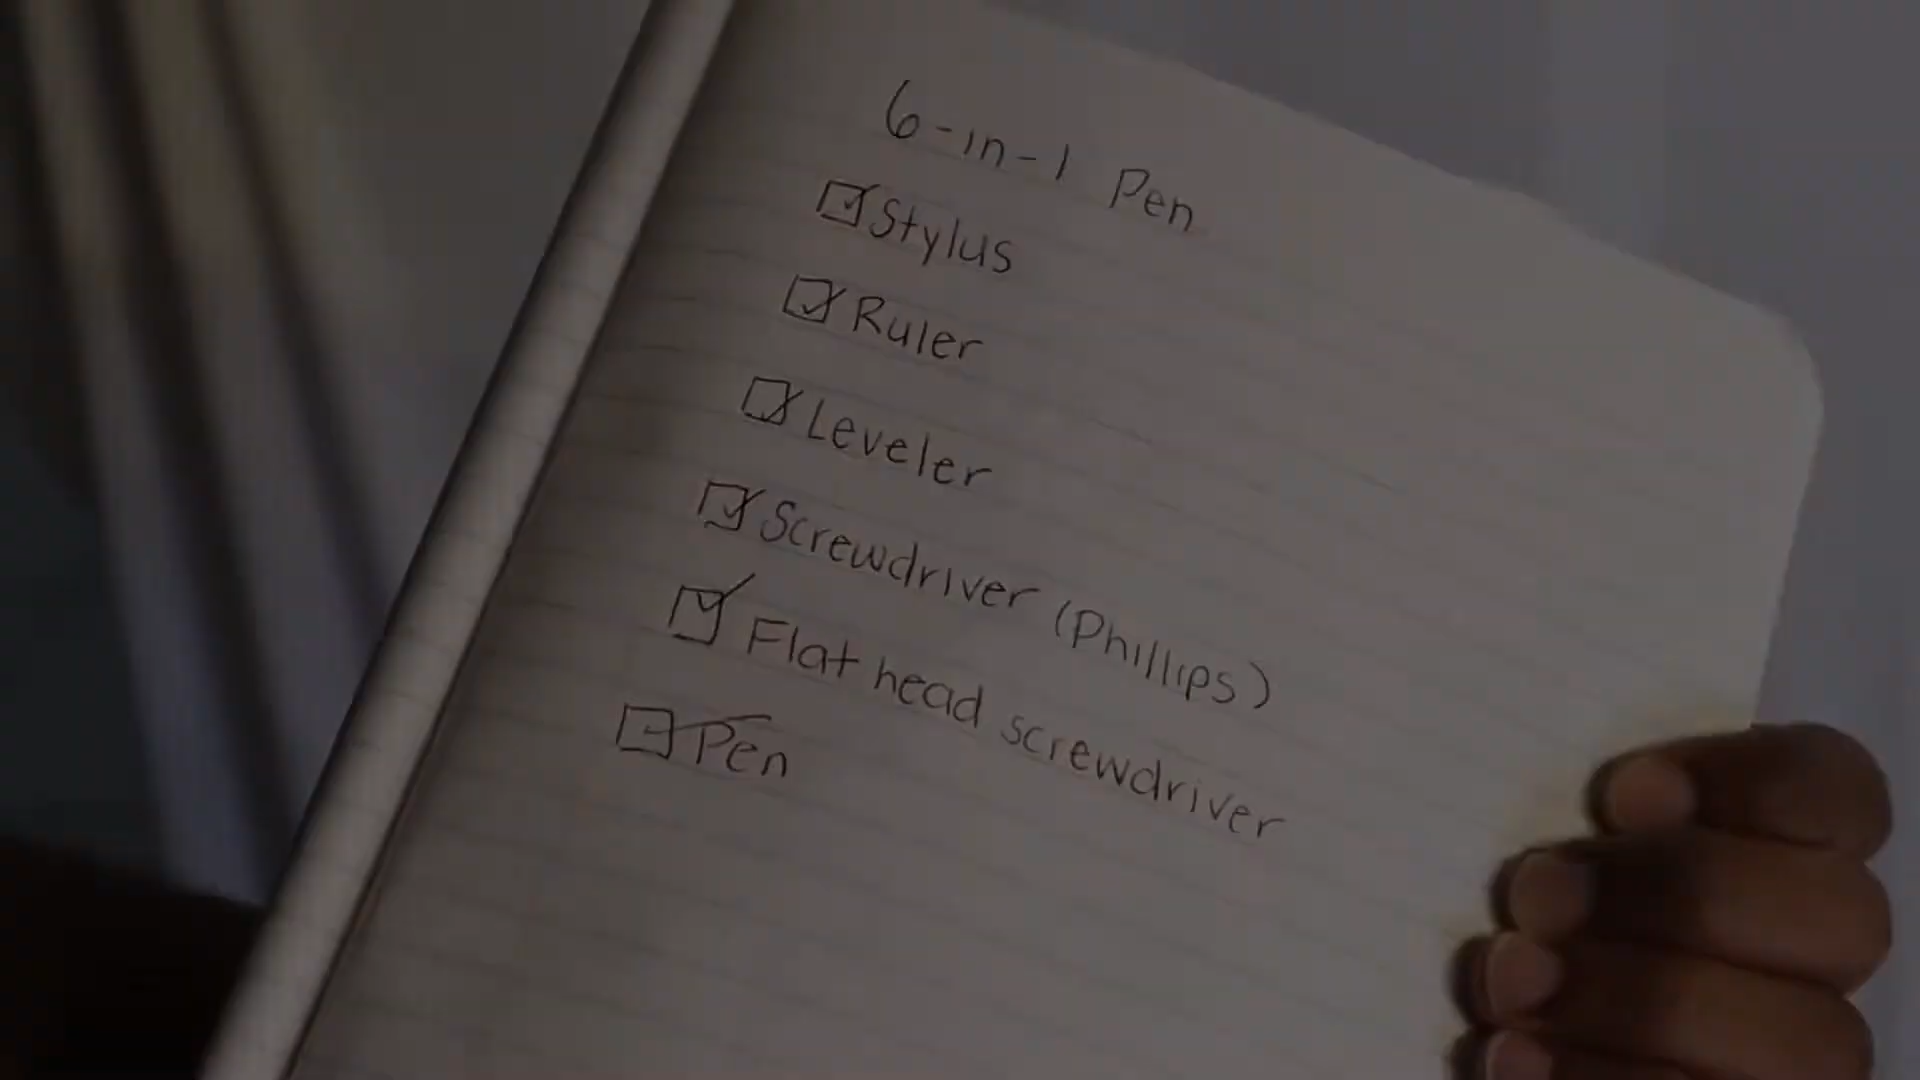 6-in-1 Pen
☑ Stylus
☑ Ruler
☑ Leveler
☑ Screwdriver (Phillips)
☑ Flat head screwdriver
☑ Pen